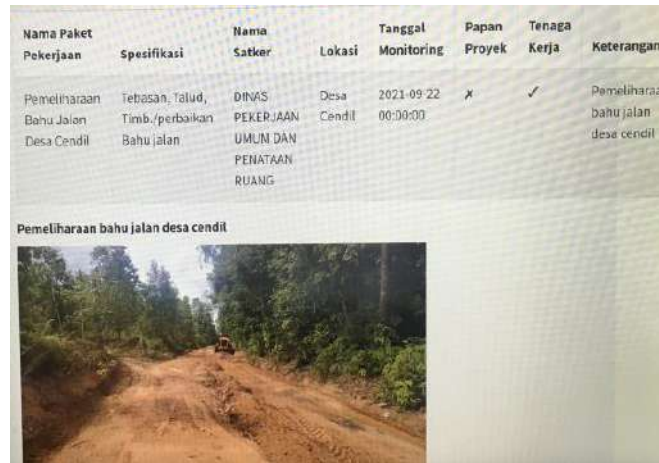 Nama Paket Pekerjaan
Spesifikasi
Nama Satker
Lokasi
Tanggal Monitoring
Papan Proyek
Tenaga Kerja
Keterangan
Pemeliharaan Bahu Jalan Desa Cendil
Tebasan, Talud, Timb./perbaikan Bahu jalan
DINAS PEKERJAAN UMUM DAN PENATAAN RUANG
Desa Cendil
2021-09-22 00:00:00
✗
✓
Pemeliharaa bahu jalan desa cendil
Pemeliharaan bahu jalan desa cendil